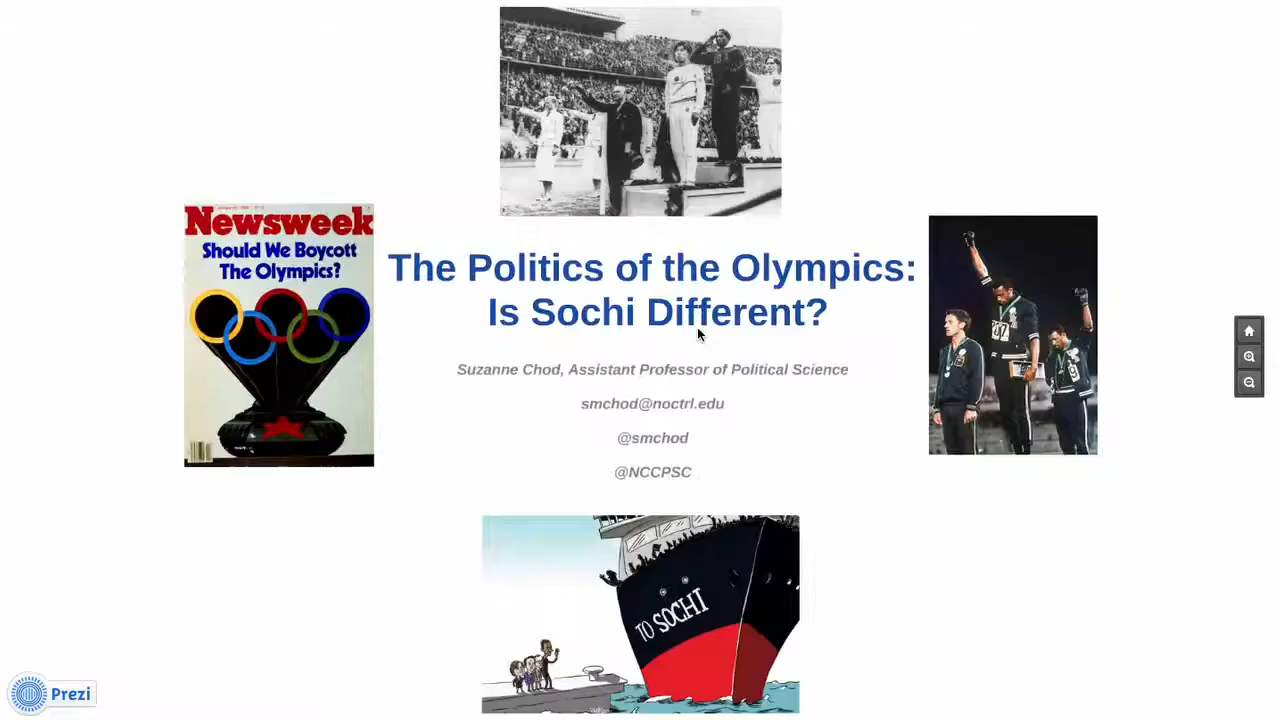 Newsweek
Should We Boycott
The Olympics?
The Politics of the Olympics:
Is Sochi Different?
Suzanne Chod, Assistant Professor of Political Science
smchod@noctrl.edu
@smchod
@NCCPSC
TO SOCHI
Prezi